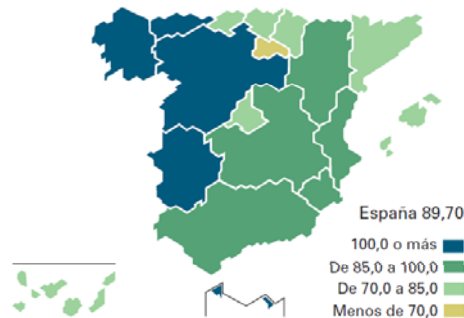 España 89,70
100,0 o más
De 85,0 a 100,0
De 70,0 a 85,0
Menos de 70,0